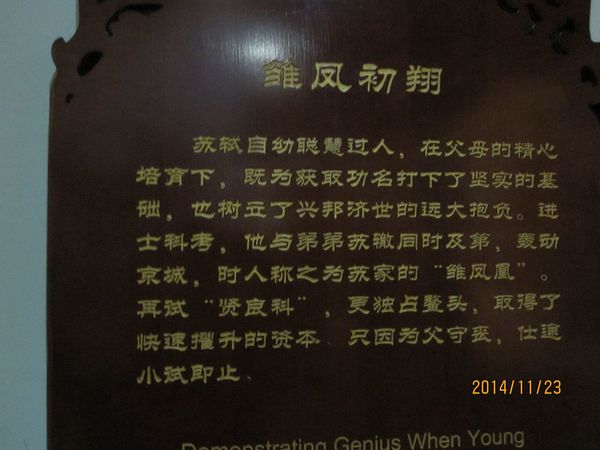 雏凤初翔
苏轼自幼聪慧过人，在父母的精心
培育下，既为获取功名打下了坚实的基
础，也树立了兴邦济世的远大抱负。进
士科考，他与弟弟苏辙同时及第，轰动
京城，时人称之为苏家的“雏凤凰”。
再试“贤良科”，更独占鳌头，取得了
快速擢升的资本、只因为父守，仕途
小试即止、
Demonstrating Genius When Young
2014/11/23